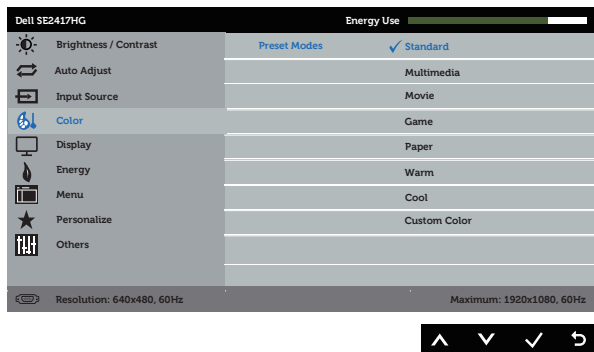 Dell SE2417HG Energy Use
Brightness / Contrast Preset Modes Standard
Auto Adjust Multimedia
Input Source Movie
Color Game
Display Paper
Energy Warm
Menu Cool
Personalize Custom Color
Others
Resolution: 640x480, 60Hz Maximum: 1920x1080, 60Hz